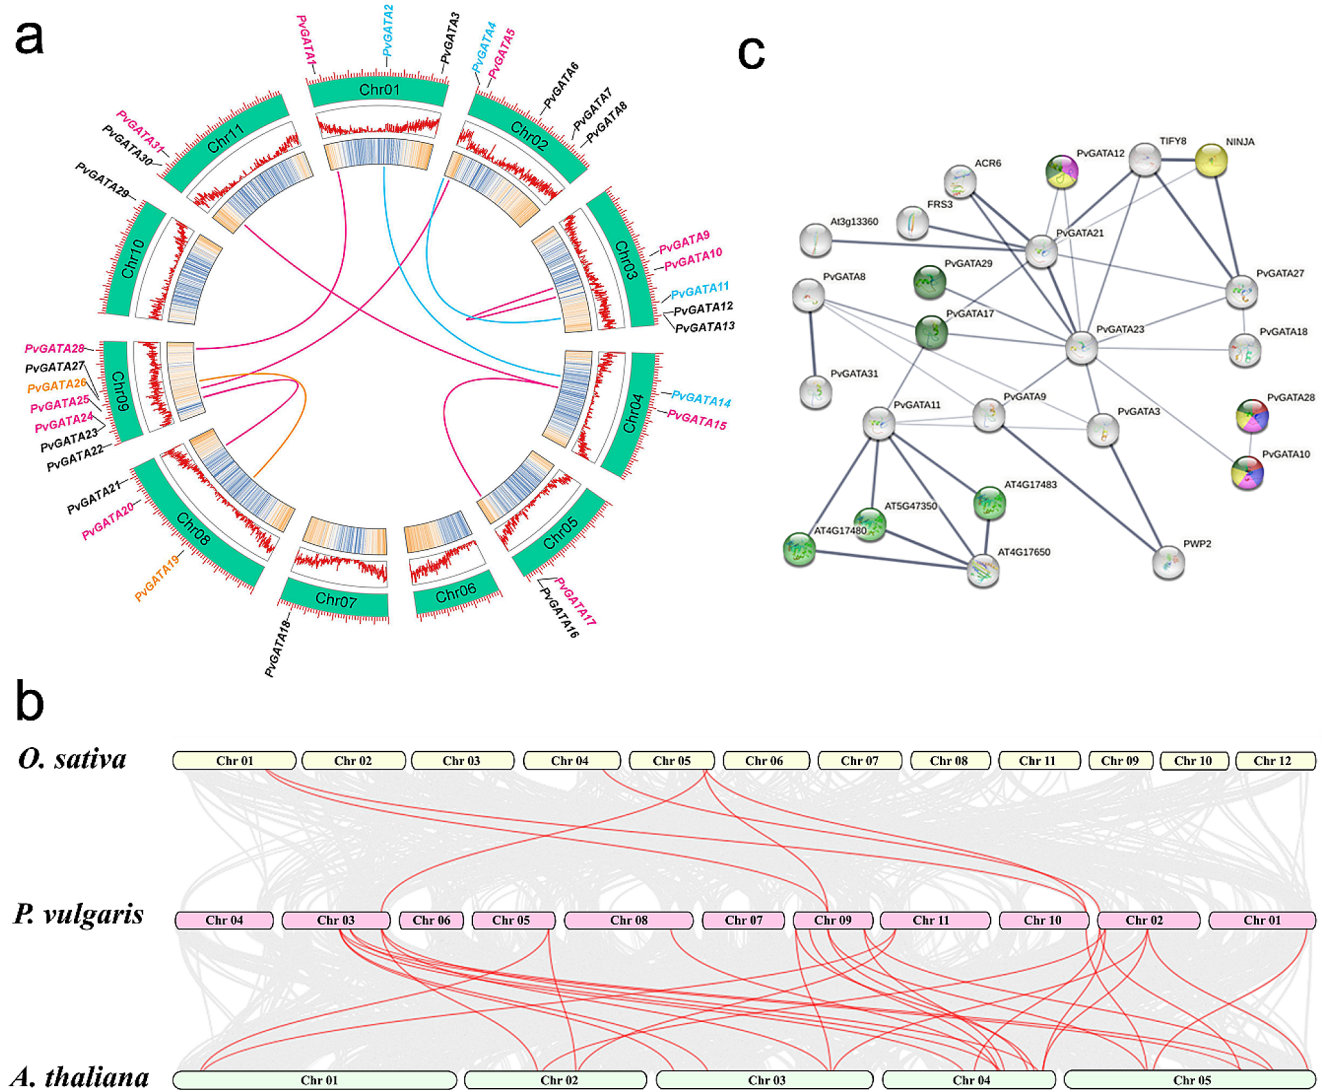 a
PvGATA1
PvGATA2
PvGATA3
PvGATA4
PvGATA5
PvGATA6
PvGATA7
PvGATA8
PvGATA9
PvGATA10
PvGATA11
PvGATA12
PvGATA13
PvGATA14
PvGATA15
PvGATA17
PvGATA16
PvGATA18
PvGATA19
PvGATA20
PvGATA21
PvGATA22
PvGATA23
PvGATA24
PvGATA25
PvGATA26
PvGATA27
PvGATA28
PvGATA29
PvGATA30
PvGATA31
Chr01
Chr02
Chr03
Chr04
Chr05
Chr06
Chr07
Chr08
Chr09
Chr10
Chr11
c
TIFY8
NINJA
PvGATA12
ACR6
FRS3
At3g13360
PvGATA21
PvGATA29
PvGATA8
PvGATA27
PvGATA17
PvGATA23
PvGATA18
PvGATA31
PvGATA11
PvGATA9
PvGATA3
PvGATA28
PvGATA10
AT4G17483
AT5G47350
AT4G17480
AT4G17650
PWP2
b
O. sativa
Chr 01 Chr 02 Chr 03 Chr 04 Chr 05 Chr 06 Chr 07 Chr 08 Chr 11 Chr 09 Chr 10 Chr 12
P. vulgaris
Chr 04 Chr 03 Chr 06 Chr 05 Chr 08 Chr 07 Chr 09 Chr 11 Chr 10 Chr 02 Chr 01
A. thaliana
Chr 01 Chr 02 Chr 03 Chr 04 Chr 05